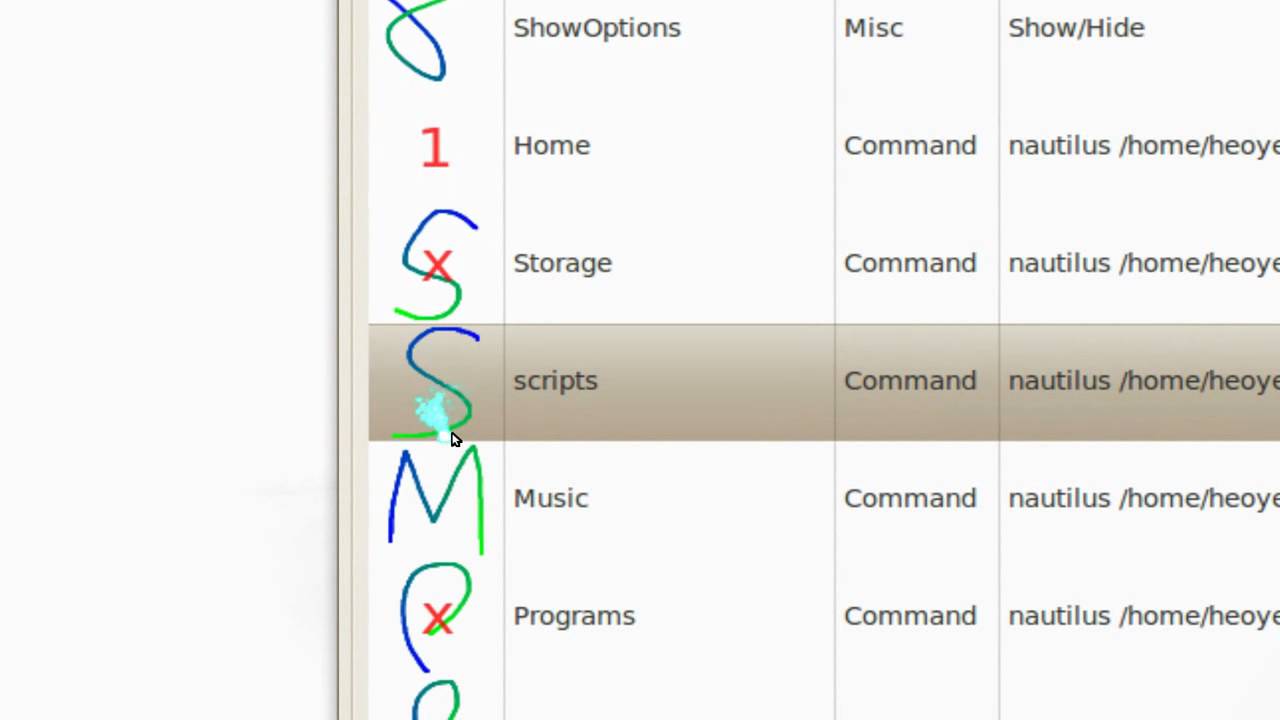 ShowOptions Misc Show/Hide
1 Home Command nautilus /home/heoye
S x Storage Command nautilus /home/heoye
S scripts Command nautilus /home/heoye
M Music Command nautilus /home/heoye
x Programs Command nautilus /home/heoye